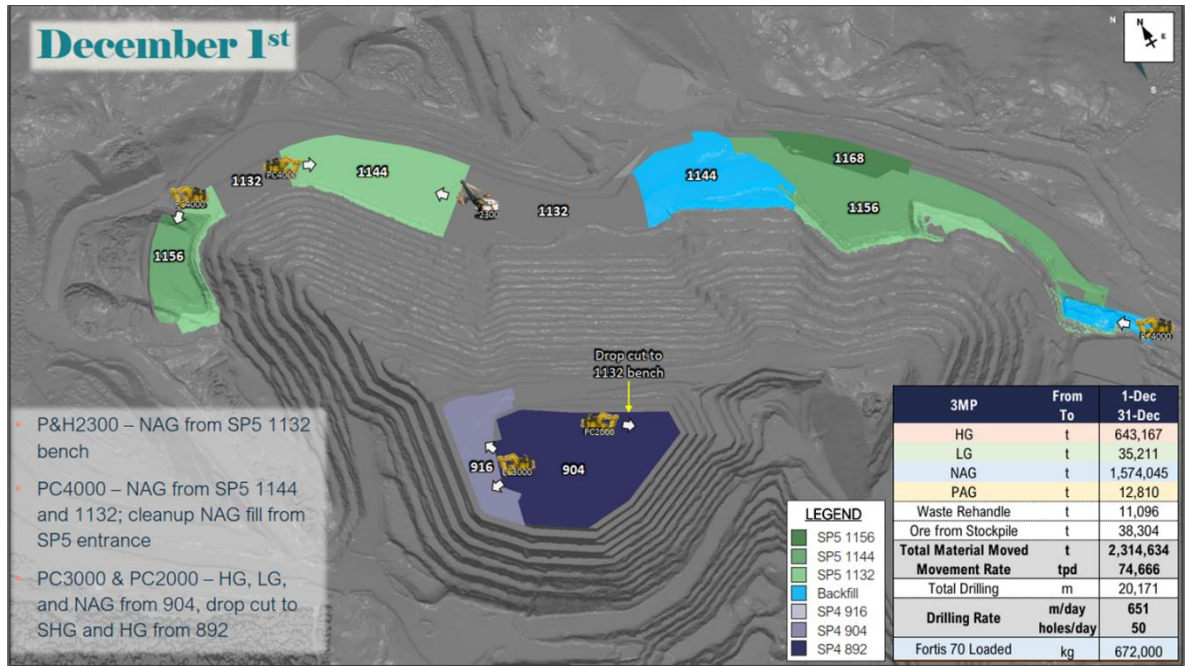 December 1st
N
N
E
S
1168
1144
1144
1132
PC4000
PC4000
P2300
1132
1156
1156
PC4000
Drop cut to
1132 bench
PC2000
916
PC3000
904
• P&H2300 – NAG from SP5 1132
bench
• PC4000 – NAG from SP5 1144
and 1132; cleanup NAG fill from
SP5 entrance
• PC3000 & PC2000 – HG, LG,
and NAG from 904, drop cut to
SHG and HG from 892
LEGEND
SP5 1156
SP5 1144
SP5 1132
Backfill
SP4 916
SP4 904
SP4 892
3MP From 1-Dec
To 31-Dec
HG t 643,167
LG t 35,211
NAG t 1,574,045
PAG t 12,810
Waste Rehandle t 11,096
Ore from Stockpile t 38,304
Total Material Moved t 2,314,634
Movement Rate tpd 74,666
Total Drilling m 20,171
Drilling Rate m/day 651
holes/day 50
Fortis 70 Loaded kg 672,000